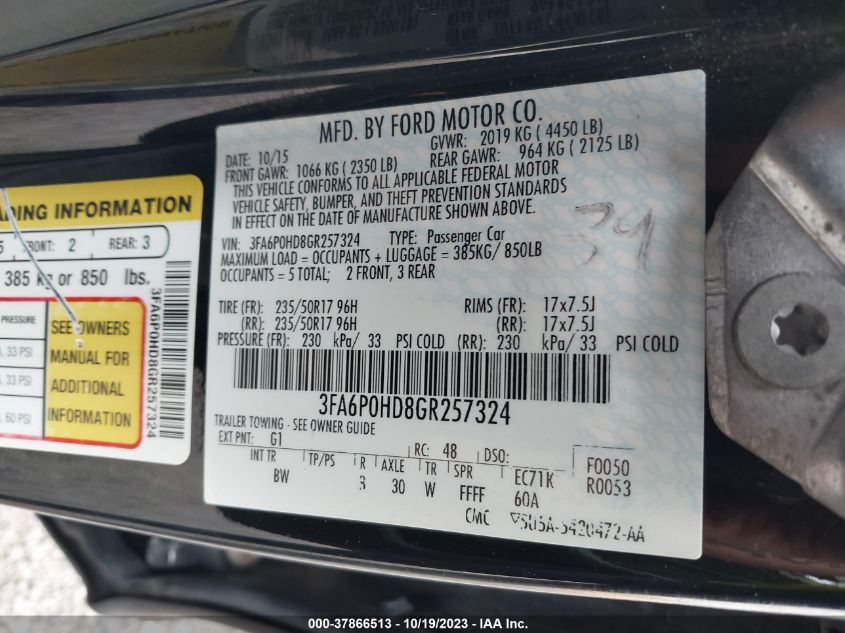 ADING INFORMATION
5 FRONT: 2 REAR: 3
385 kg or 850 lbs.
PRESSURE
SEE OWNERS
MANUAL FOR
ADDITIONAL
INFORMATION
, 33 PSI
, 33 PSI
, 60 PSI
3FA6P0HD8GR257324
MFD. BY FORD MOTOR CO.
DATE: 10/15 GVWR: 2019 KG ( 4450 LB)
FRONT GAWR: 1066 KG ( 2350 LB) REAR GAWR: 964 KG ( 2125 LB)
THIS VEHICLE CONFORMS TO ALL APPLICABLE FEDERAL MOTOR
VEHICLE SAFETY, BUMPER, AND THEFT PREVENTION STANDARDS
IN EFFECT ON THE DATE OF MANUFACTURE SHOWN ABOVE.
34
VIN: 3FA6P0HD8GR257324 TYPE: Passenger Car
MAXIMUM LOAD = OCCUPANTS + LUGGAGE = 385KG/ 850LB
OCCUPANTS = 5 TOTAL; 2 FRONT, 3 REAR
TIRE (FR): 235/50R17 96H RIMS (FR): 17x7.5J
(RR): 235/50R17 96H (RR): 17x7.5J
PRESSURE (FR): 230 kPa/ 33 PSI COLD (RR): 230 kPa/ 33 PSI COLD
3FA6P0HD8GR257324
TRAILER TOWING - SEE OWNER GUIDE
EXT PNT: G1 RC: 48 DSO: F0050
INT TR TP/PS R AXLE TR SPR EC71K R0053
BW 30 W FFFF 60A
CMC
000-37866513 - 10/19/2023 - IAA Inc.